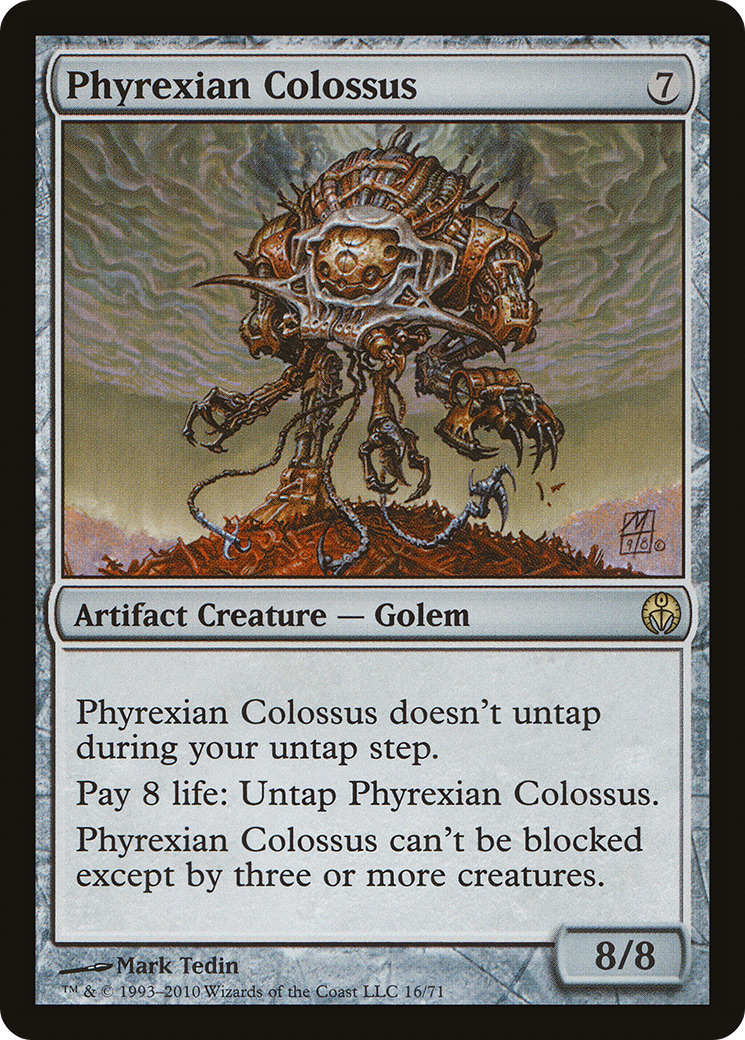 Phyrexian Colossus 7
M
9/8 ©
Artifact Creature — Golem
Phyrexian Colossus doesn't untap
during your untap step.
Pay 8 life: Untap Phyrexian Colossus.
Phyrexian Colossus can't be blocked
except by three or more creatures.
8/8
Mark Tedin
™ & © 1993–2010 Wizards of the Coast LLC 16/71